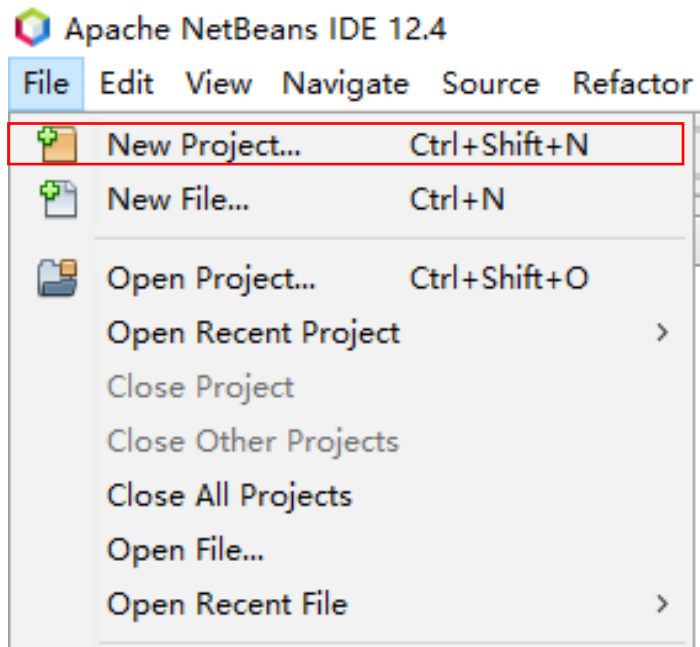 Apache NetBeans IDE 12.4
File Edit View Navigate Source Refactor
New Project... Ctrl+Shift+N
New File... Ctrl+N
Open Project... Ctrl+Shift+O
Open Recent Project
Close Project
Close Other Projects
Close All Projects
Open File...
Open Recent File